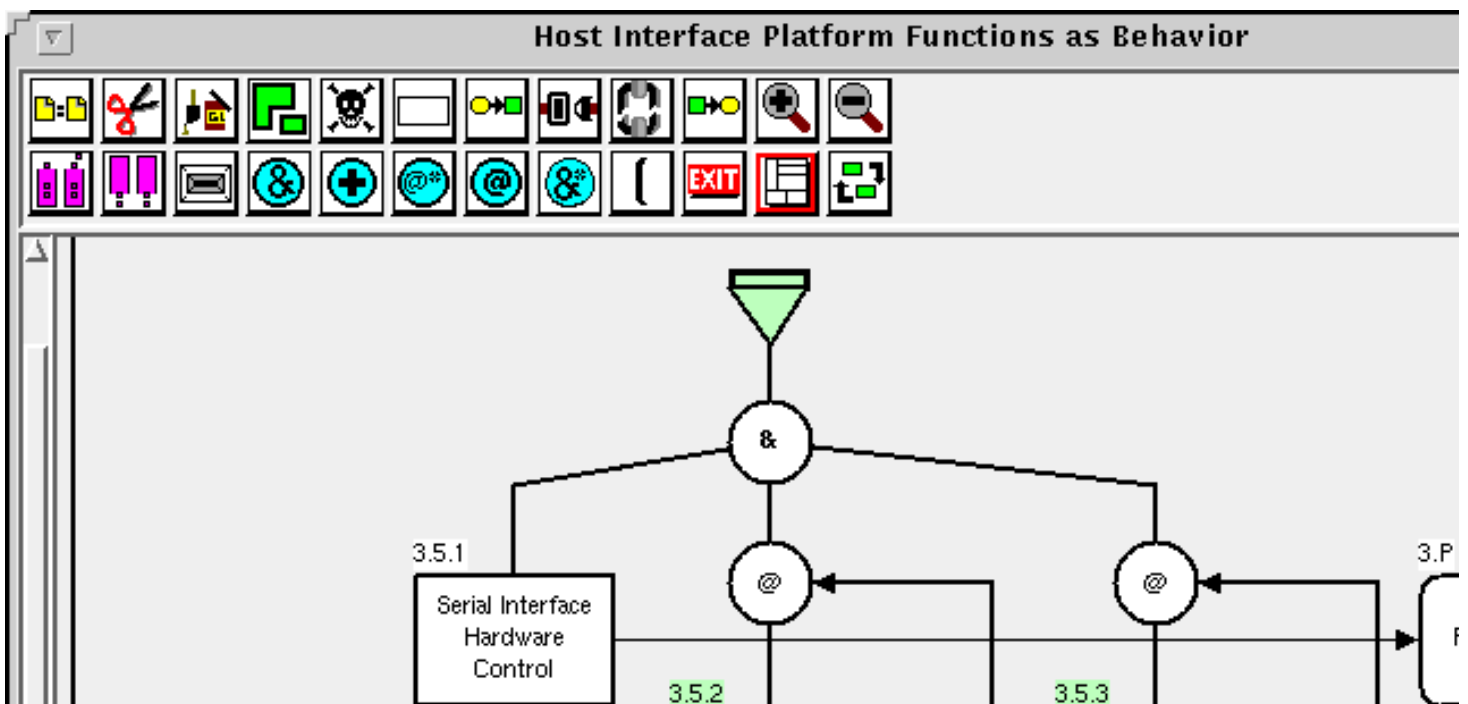 Host Interface Platform Functions as Behavior
GL
& @* @ &* ( EXIT
&
3.5.1
3.P
@
@
Serial Interface
Hardware
Control
3.5.2
3.5.3